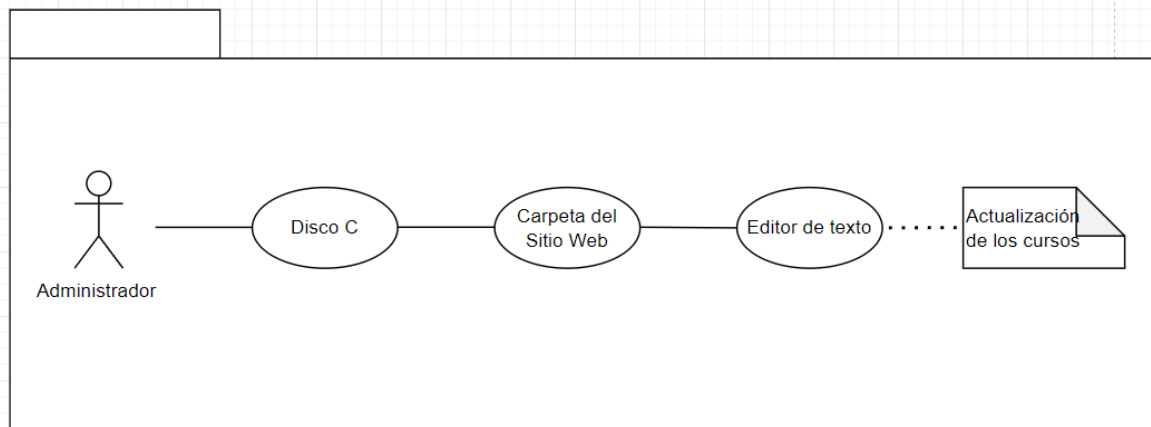 Administrador
Disco C
Carpeta del
Sitio Web
Editor de texto
Actualización
de los cursos